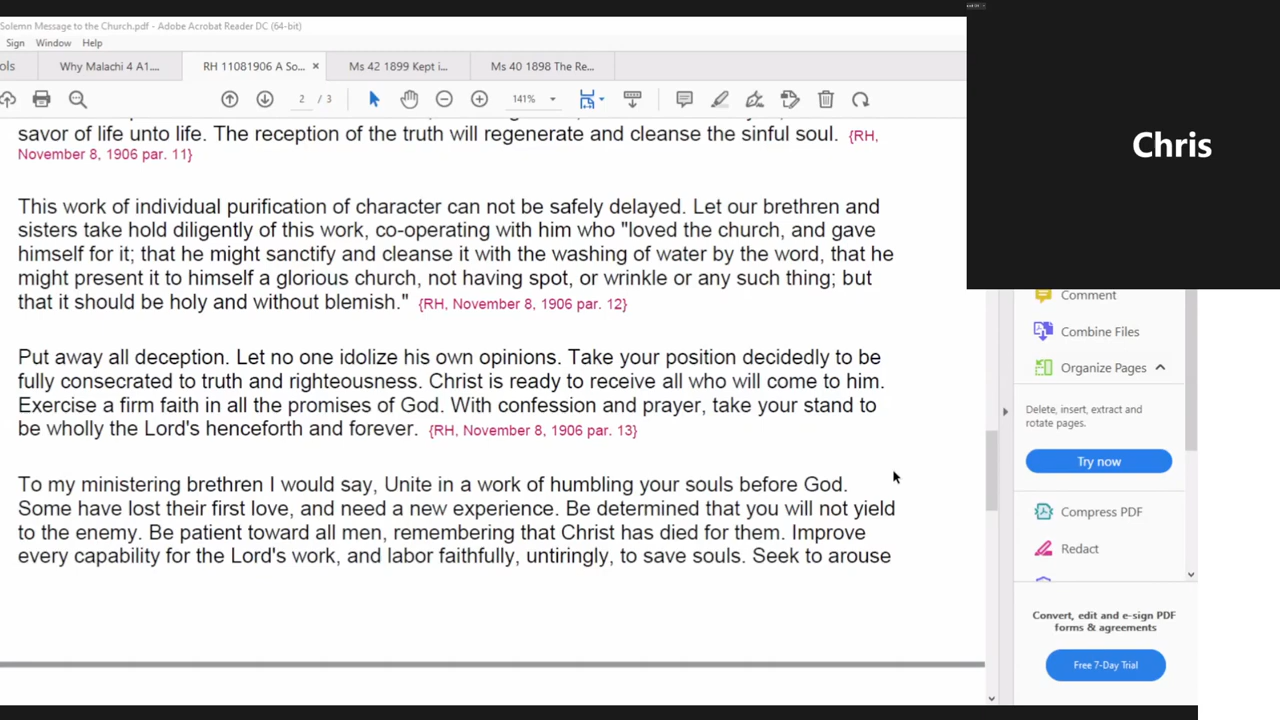 Solemn Message to the Church.pdf - Adobe Acrobat Reader DC (64-bit)
Sign Window Help
ols Why Malachi 4 A1.... RH 11081906 A So... × Ms 42 1899 Kept i... Ms 40 1898 The Re...
2 / 3 141%
savor of life unto life. The reception of the truth will regenerate and cleanse the sinful soul. {RH,
November 8, 1906 par. 11}
This work of individual purification of character can not be safely delayed. Let our brethren and
sisters take hold diligently of this work, co-operating with him who "loved the church, and gave
himself for it; that he might sanctify and cleanse it with the washing of water by the word, that he
might present it to himself a glorious church, not having spot, or wrinkle or any such thing; but
that it should be holy and without blemish." {RH, November 8, 1906 par. 12}
Put away all deception. Let no one idolize his own opinions. Take your position decidedly to be
fully consecrated to truth and righteousness. Christ is ready to receive all who will come to him.
Exercise a firm faith in all the promises of God. With confession and prayer, take your stand to
be wholly the Lord's henceforth and forever. {RH, November 8, 1906 par. 13}
To my ministering brethren I would say, Unite in a work of humbling your souls before God.
Some have lost their first love, and need a new experience. Be determined that you will not yield
to the enemy. Be patient toward all men, remembering that Christ has died for them. Improve
every capability for the Lord's work, and labor faithfully, untiringly, to save souls. Seek to arouse
Chris
Comment
Combine Files
Organize Pages
Delete, insert, extract and
rotate pages.
Try now
Compress PDF
Redact
Convert, edit and e-sign PDF
forms & agreements
Free 7-Day Trial